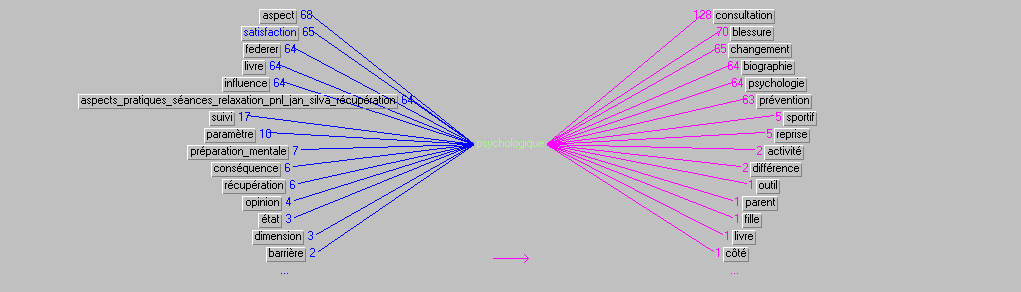 aspect 68 128 consultation
satisfaction 65 70 blessure
federer 64 65 changement
livre 64 64 biographie
influence 64 64 psychologie
aspects_pratiques_séances_relaxation_pnl_jan_silva_récupération 64 63 prévention
suivi 17 5 sportif
paramètre 10 5 reprise
psychologique
préparation_mentale 7 2 activité
conséquence 6 2 différence
récupération 6 1 outil
opinion 4 1 parent
état 3 1 fille
dimension 3 1 livre
barrière 2 1 côté
... ...